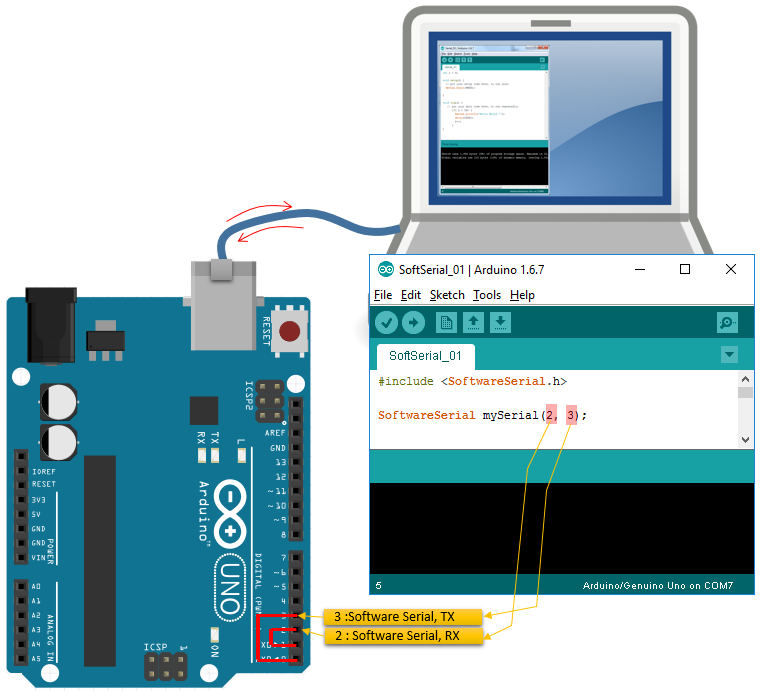 SoftSerial_01 | Arduino 1.6.7
File Edit Sketch Tools Help
SoftSerial_01
#include <SoftwareSerial.h>
SoftwareSerial mySerial(2, 3);
5
Arduino/Genuino Uno on COM7
3 :Software Serial, TX
2 : Software Serial, RX
RESET
ICSP2
AREF
GND
13
12
~11
~10
~9
8
7
~6
~5
4
L
TX
RX
Arduino™
UNO
DIGITAL (PW
ON
ICSP
1
IOREF
RESET
3V3
5V
GND
GND
VIN
POWER
A0
A1
A2
A3
A4
A5
ANALOG IN